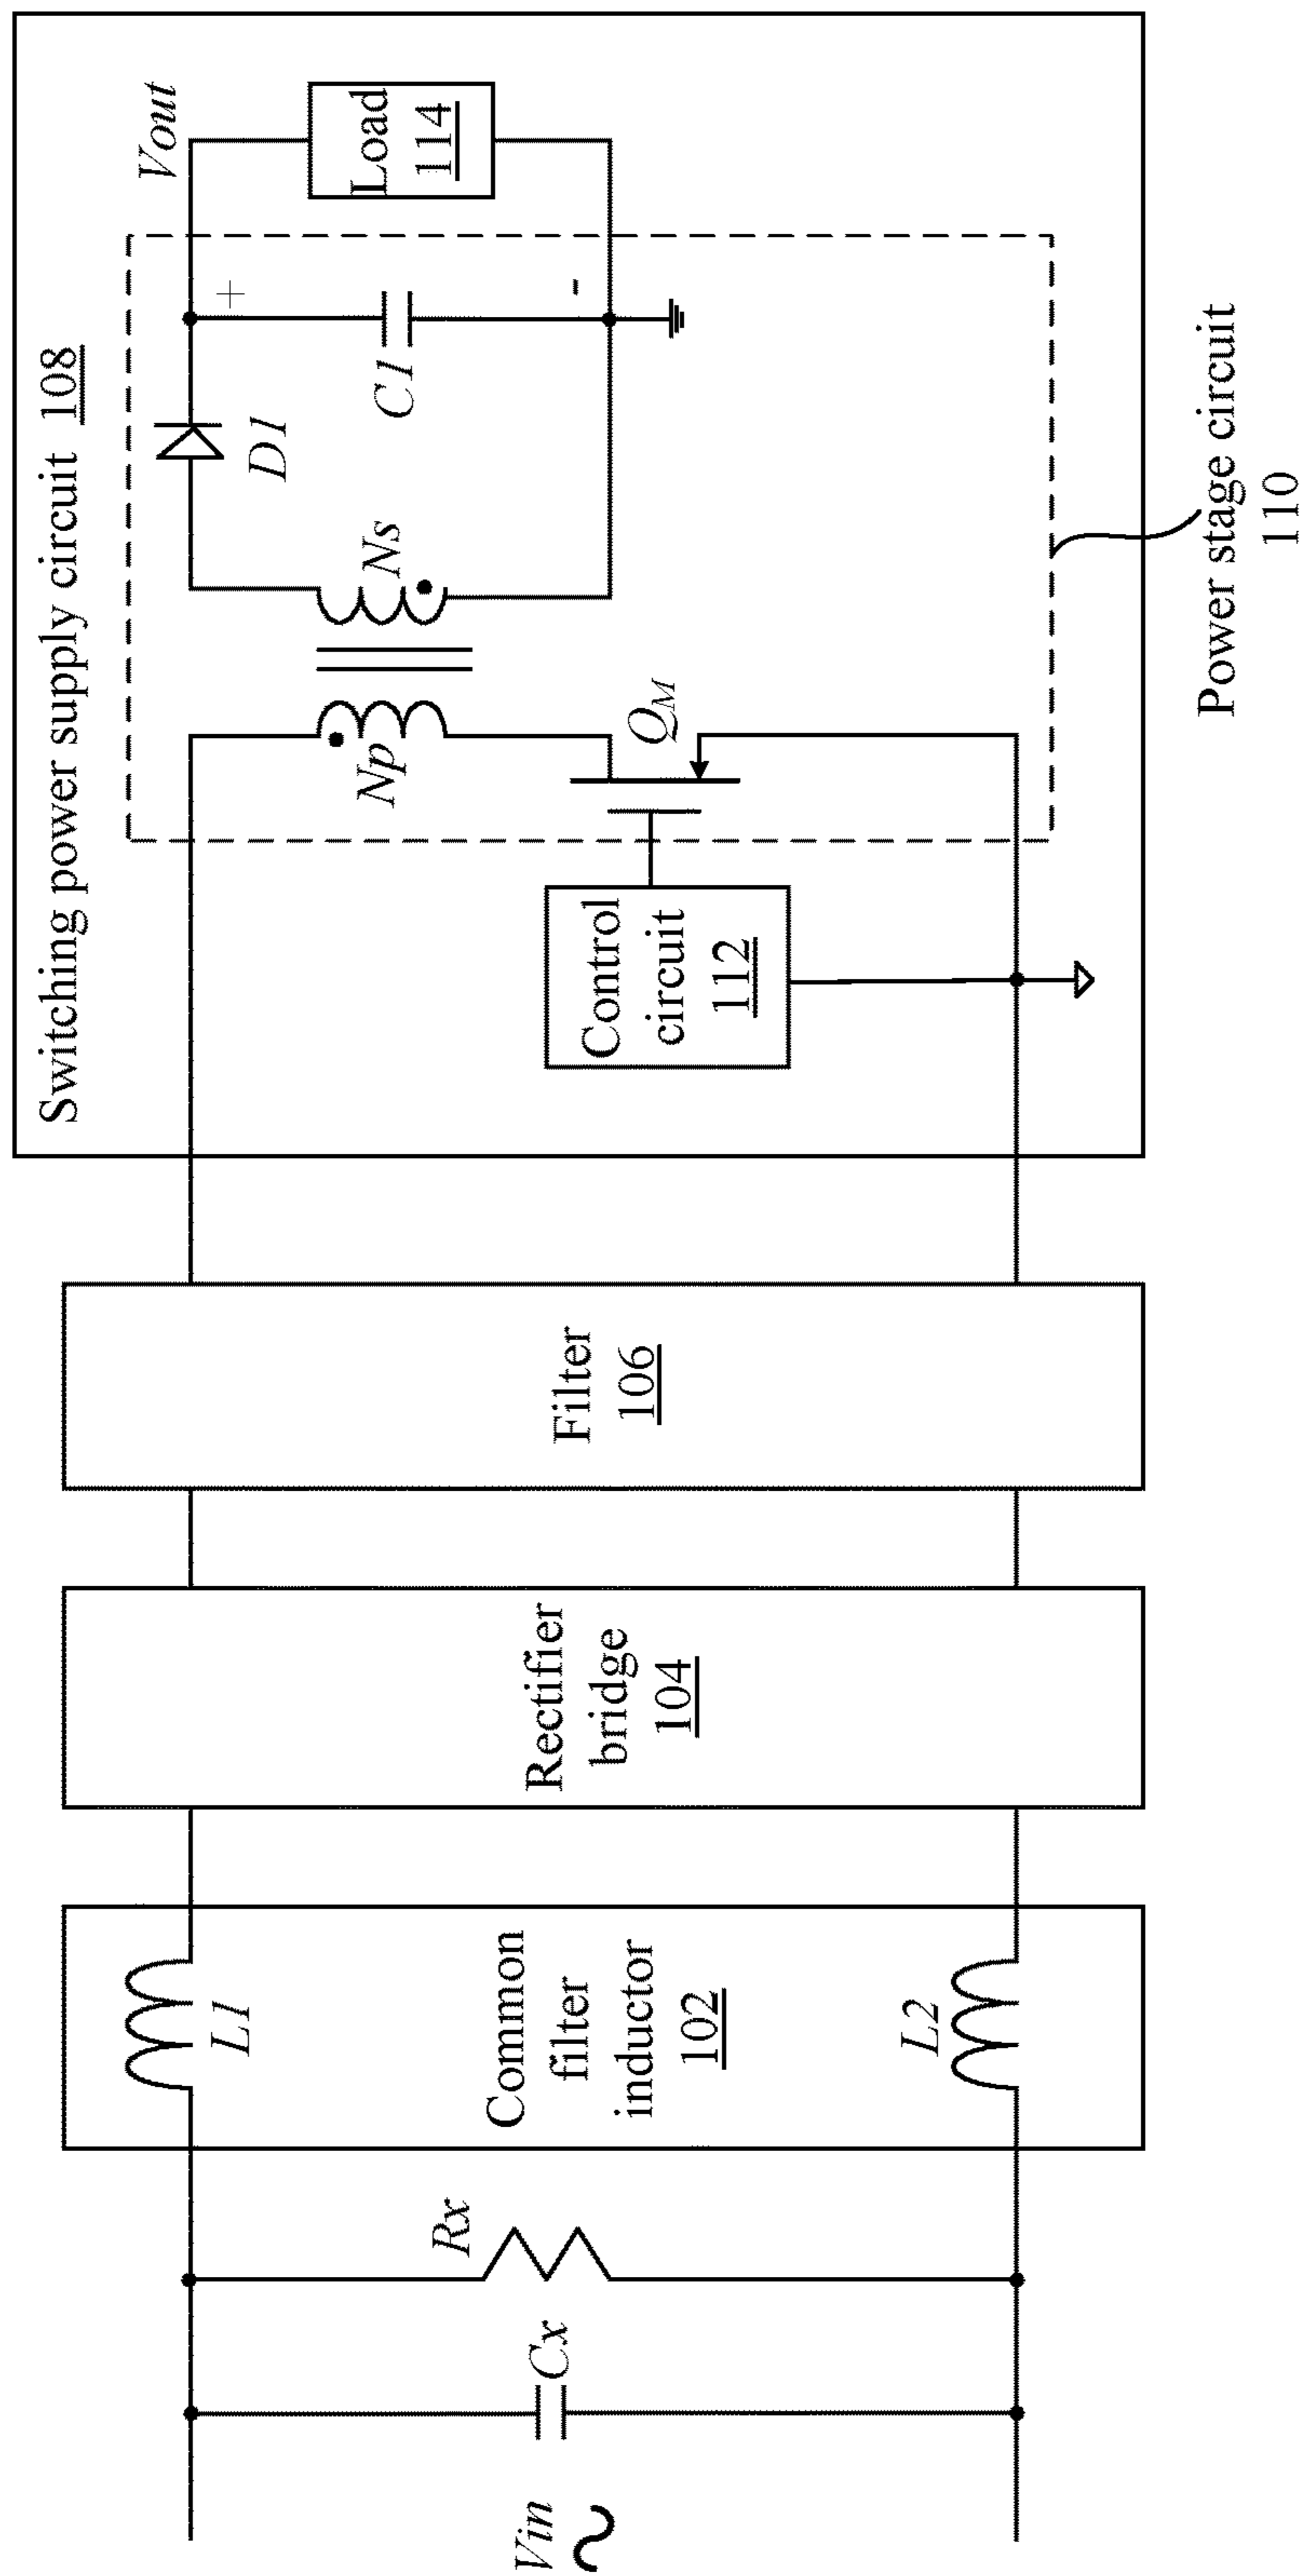 Vin
Cx
Rx
L1
Common
filter
inductor
102
L2
Rectifier
bridge
104
Filter
106
Switching power supply circuit 108
Control
circuit
112
Np
Ns
QM
D1
C1
+
-
Vout
Load
114
Power stage circuit
110